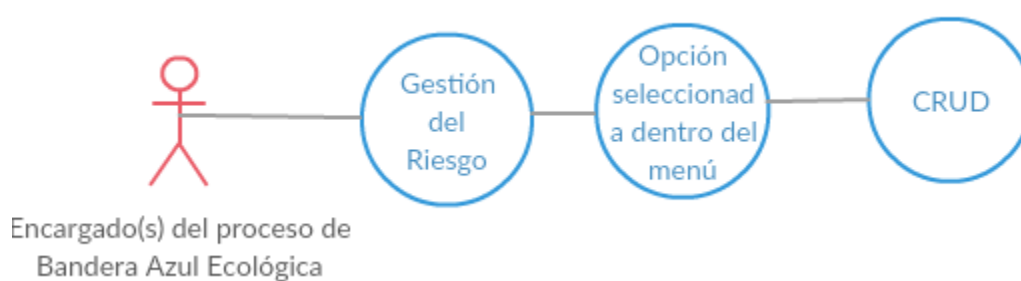 Gestión
del
Riesgo
Opción
seleccionad
a dentro del
menú
CRUD
Encargado(s) del proceso de
Bandera Azul Ecológica